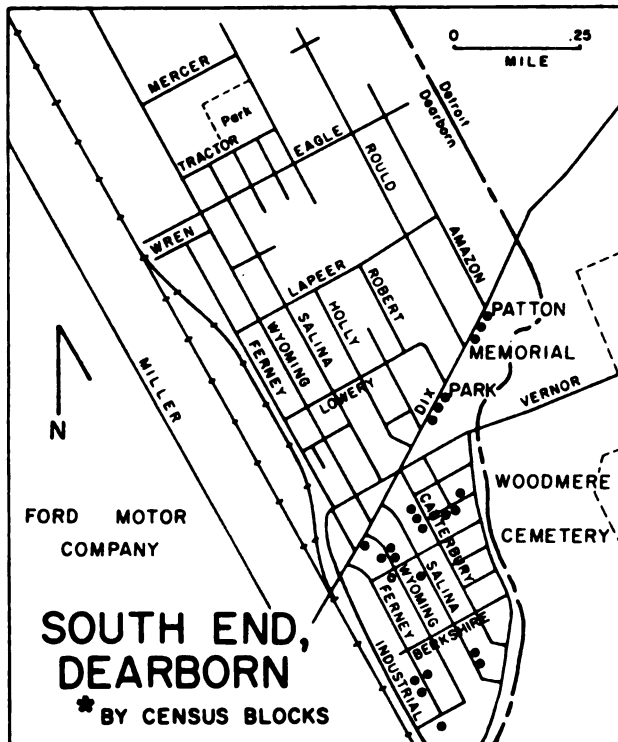 0 .25
MILE
MERCER
Park
TRACTOR
EAGLE
Detroit
Dearborn
ROULD
WREN
AMAZON
LAPEER
ROBERT
HOLLY
SALINA
WYOMING
FERNEY
PATTON
MEMORIAL
PARK
DIX
LOWERY
VERNOR
MILLER
N
WOODMERE
CEMETERY
FORD MOTOR
COMPANY
CANTERBURY
SALINA
WYOMING
FERNEY
BERKSHIRE
INDUSTRIAL
SOUTH END,
DEARBORN
* BY CENSUS BLOCKS